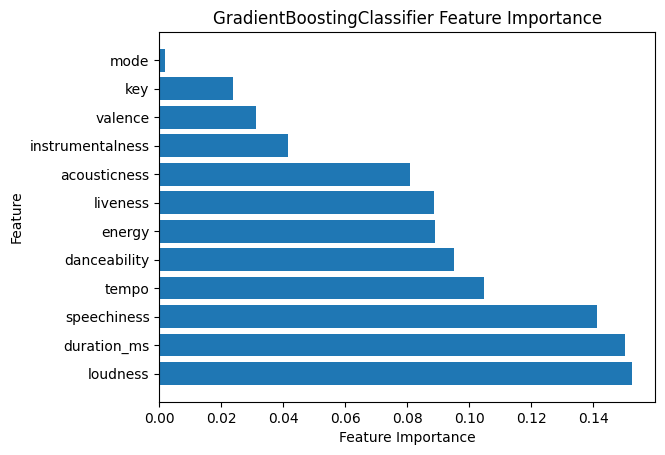 GradientBoostingClassifier Feature Importance
mode
key
valence
instrumentalness
acousticness
liveness
energy
danceability
tempo
speechiness
duration_ms
loudness
Feature
0.00 0.02 0.04 0.06 0.08 0.10 0.12 0.14
Feature Importance